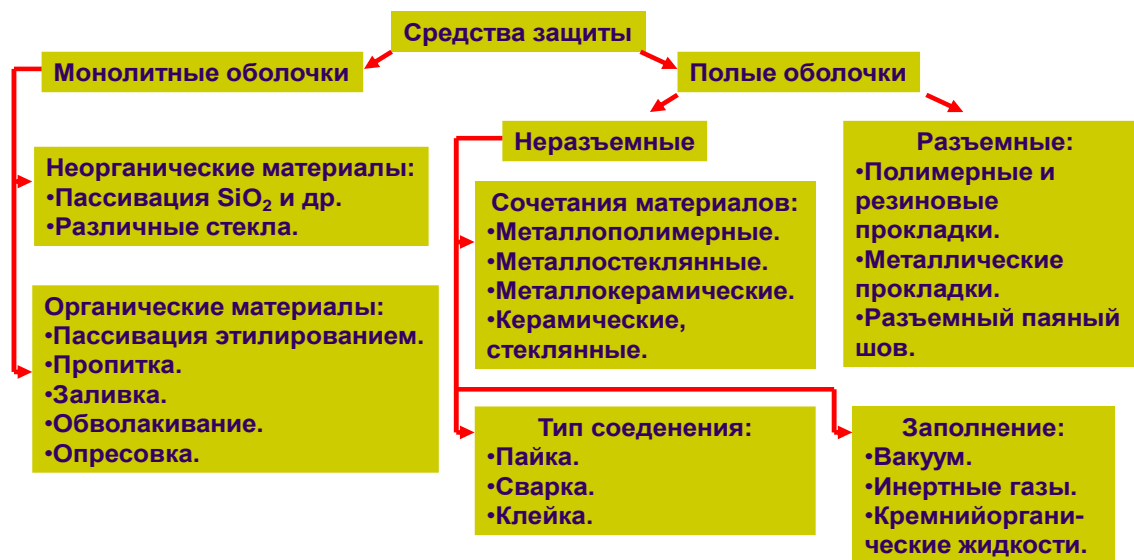 Средства защиты
Монолитные оболочки
Полые оболочки
Неорганические материалы:
•Пассивация SiO₂ и др.
•Различные стекла.
Органические материалы:
•Пассивация этилированием.
•Пропитка.
•Заливка.
•Обволакивание.
•Опресовка.
Неразъемные
Сочетания материалов:
•Металлополимерные.
•Металлостеклянные.
•Металлокерамические.
•Керамические,
стеклянные.
Тип соеденения:
•Пайка.
•Сварка.
•Клейка.
Заполнение:
•Вакуум.
•Инертные газы.
•Кремнийоргани-
ческие жидкости.
Разъемные:
•Полимерные и
резиновые
прокладки.
•Металлические
прокладки.
•Разъемный паяный
шов.